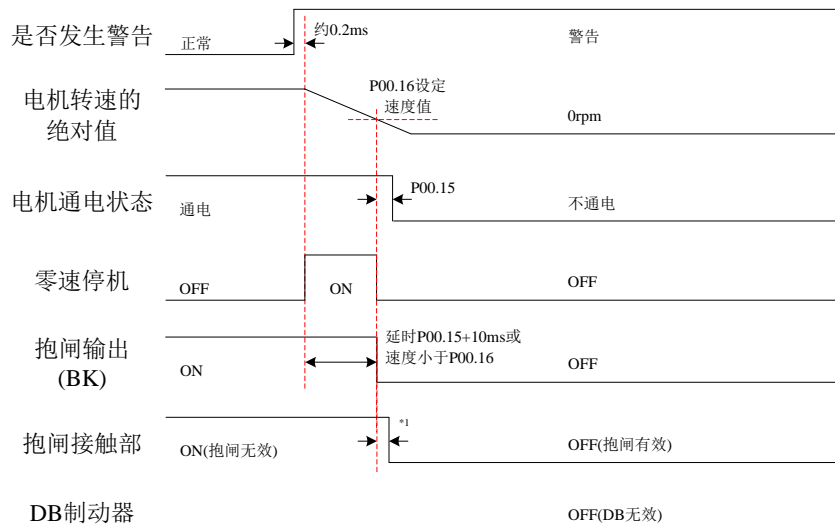 是否发生警告
正常
约0.2ms
警告
电机转速的
绝对值
P00.16设定
速度值
0rpm
电机通电状态
通电
P00.15
不通电
零速停机
OFF
ON
OFF
抱闸输出
(BK)
ON
延时P00.15+10ms或
速度小于P00.16
OFF
抱闸接触部
ON(抱闸无效)
*1
OFF(抱闸有效)
DB制动器
OFF(DB无效)